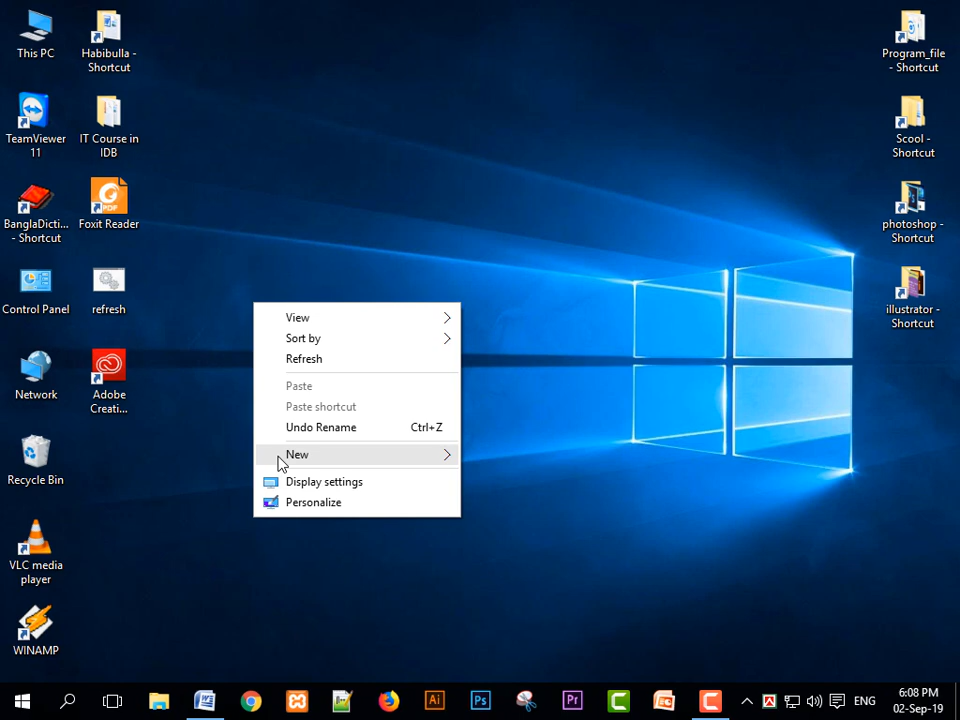 This PC
Habibulla -
Shortcut
TeamViewer
11
IT Course in
IDB
BanglaDicti...
- Shortcut
PDF
Foxit Reader
Control Panel
refresh
Network
Adobe
Creati...
Recycle Bin
VLC media
player
WINAMP
Program_file
- Shortcut
Scool -
Shortcut
photoshop -
Shortcut
illustrator -
Shortcut
View
Sort by
Refresh
Paste
Paste shortcut
Undo Rename Ctrl+Z
New
Display settings
Personalize
W
Ai
Ps
Pr
C
P
C
A
ENG
6:08 PM
02-Sep-19